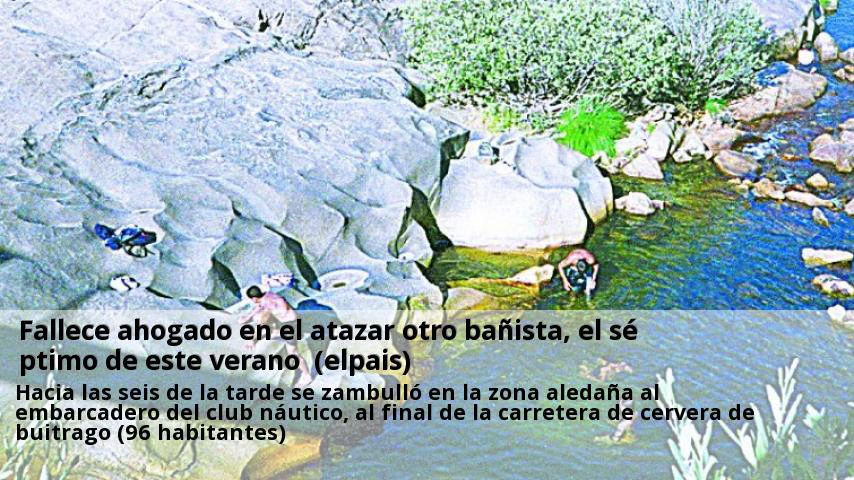 Fallece ahogado en el atazar otro bañista, el sé
ptimo de este verano  (elpais)
Hacia las seis de la tarde se zambulló en la zona aledaña al
embarcadero del club náutico, al final de la carretera de cervera de
buitrago (96 habitantes)